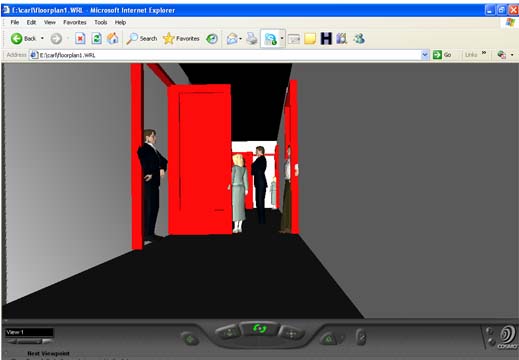 E:\carl\floorplan1.WRL - Microsoft Internet Explorer
File Edit View Favorites Tools Help
Back Search Favorites
Address E:\carl\floorplan1.WRL Go Links »
View 1
COSMO
Next Viewpoint